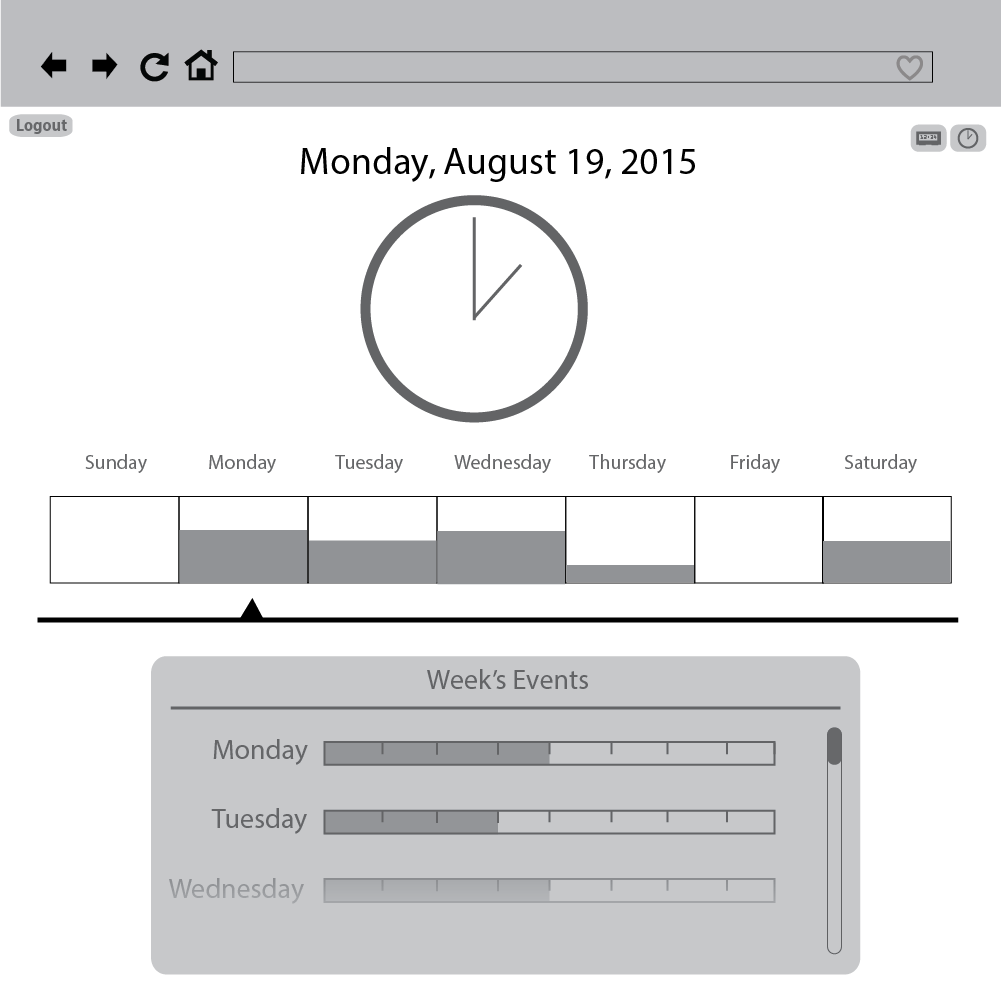 Logout
Monday, August 19, 2015
Sunday Monday Tuesday Wednesday Thursday Friday Saturday
Week's Events
Monday
Tuesday
Wednesday